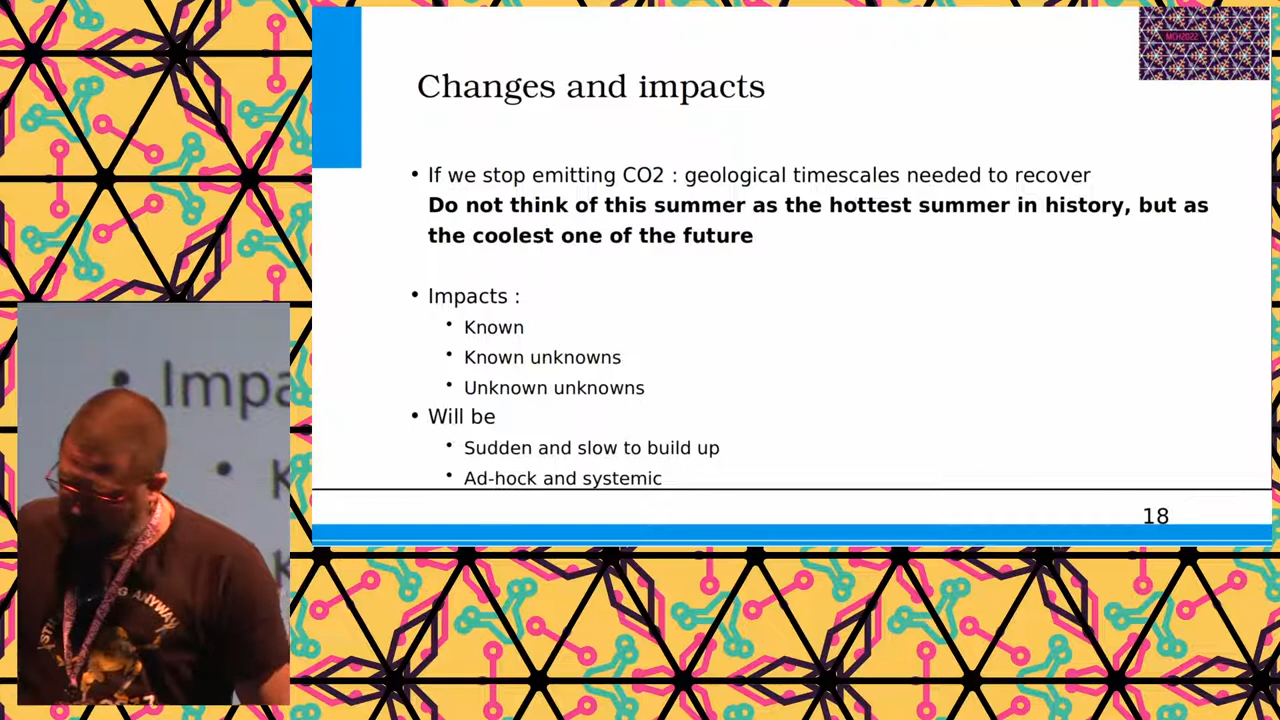 MCH2022
Changes and impacts
• If we stop emitting CO2 : geological timescales needed to recover
Do not think of this summer as the hottest summer in history, but as
the coolest one of the future
• Impacts :
• Known
• Known unknowns
• Unknown unknowns
• Will be
• Sudden and slow to build up
• Ad-hock and systemic
18
• Impa
• K
ANYWAY